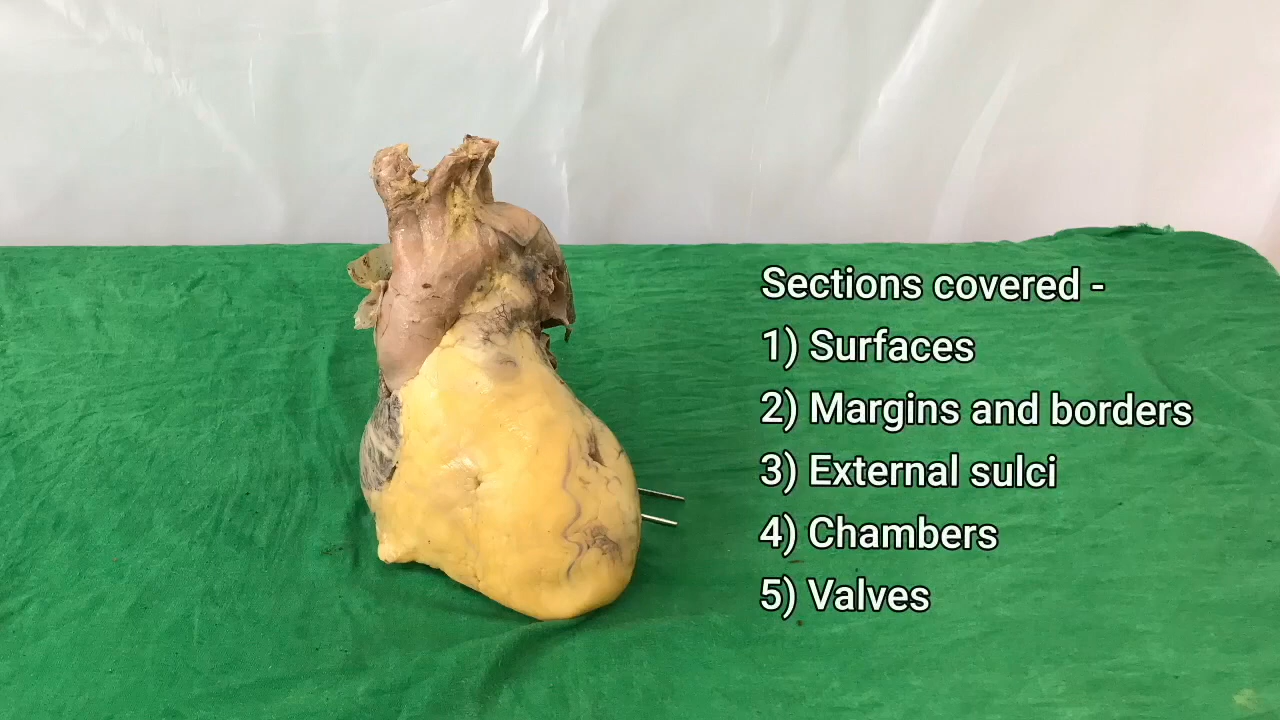 Sections covered -
1) Surfaces
2) Margins and borders
3) External sulci
4) Chambers
5) Valves